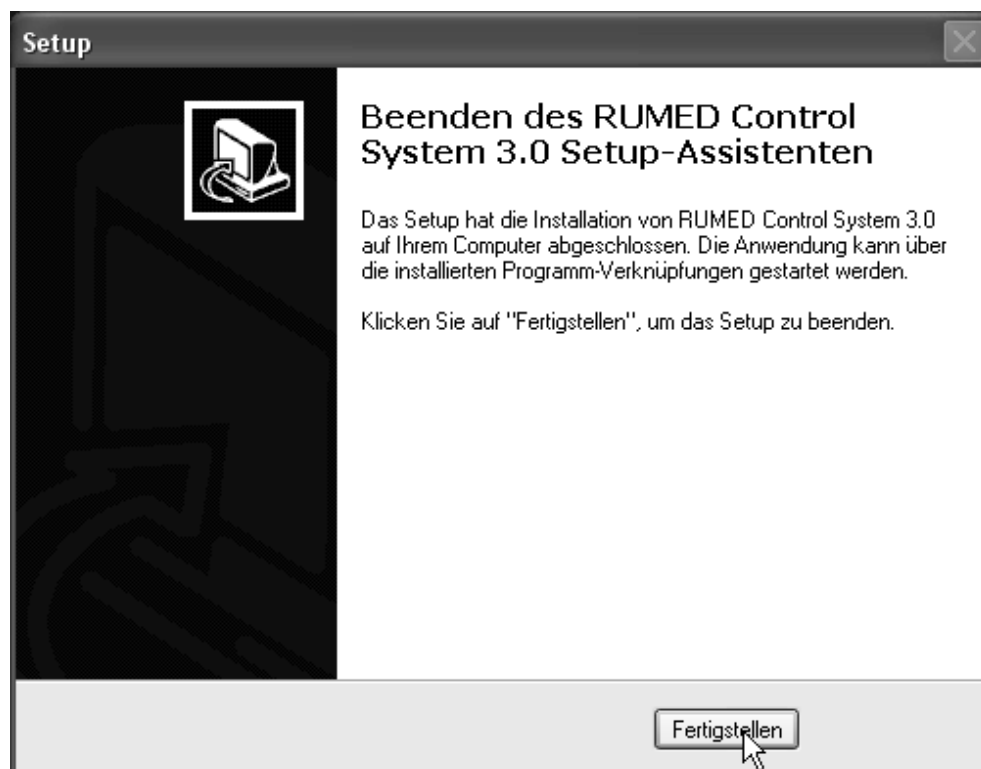 Setup
Beenden des RUMED Control
System 3.0 Setup-Assistenten
Das Setup hat die Installation von RUMED Control System 3.0
auf Ihrem Computer abgeschlossen. Die Anwendung kann über
die installierten Programm-Verknüpfungen gestartet werden.
Klicken Sie auf "Fertigstellen", um das Setup zu beenden.
Fertigstellen